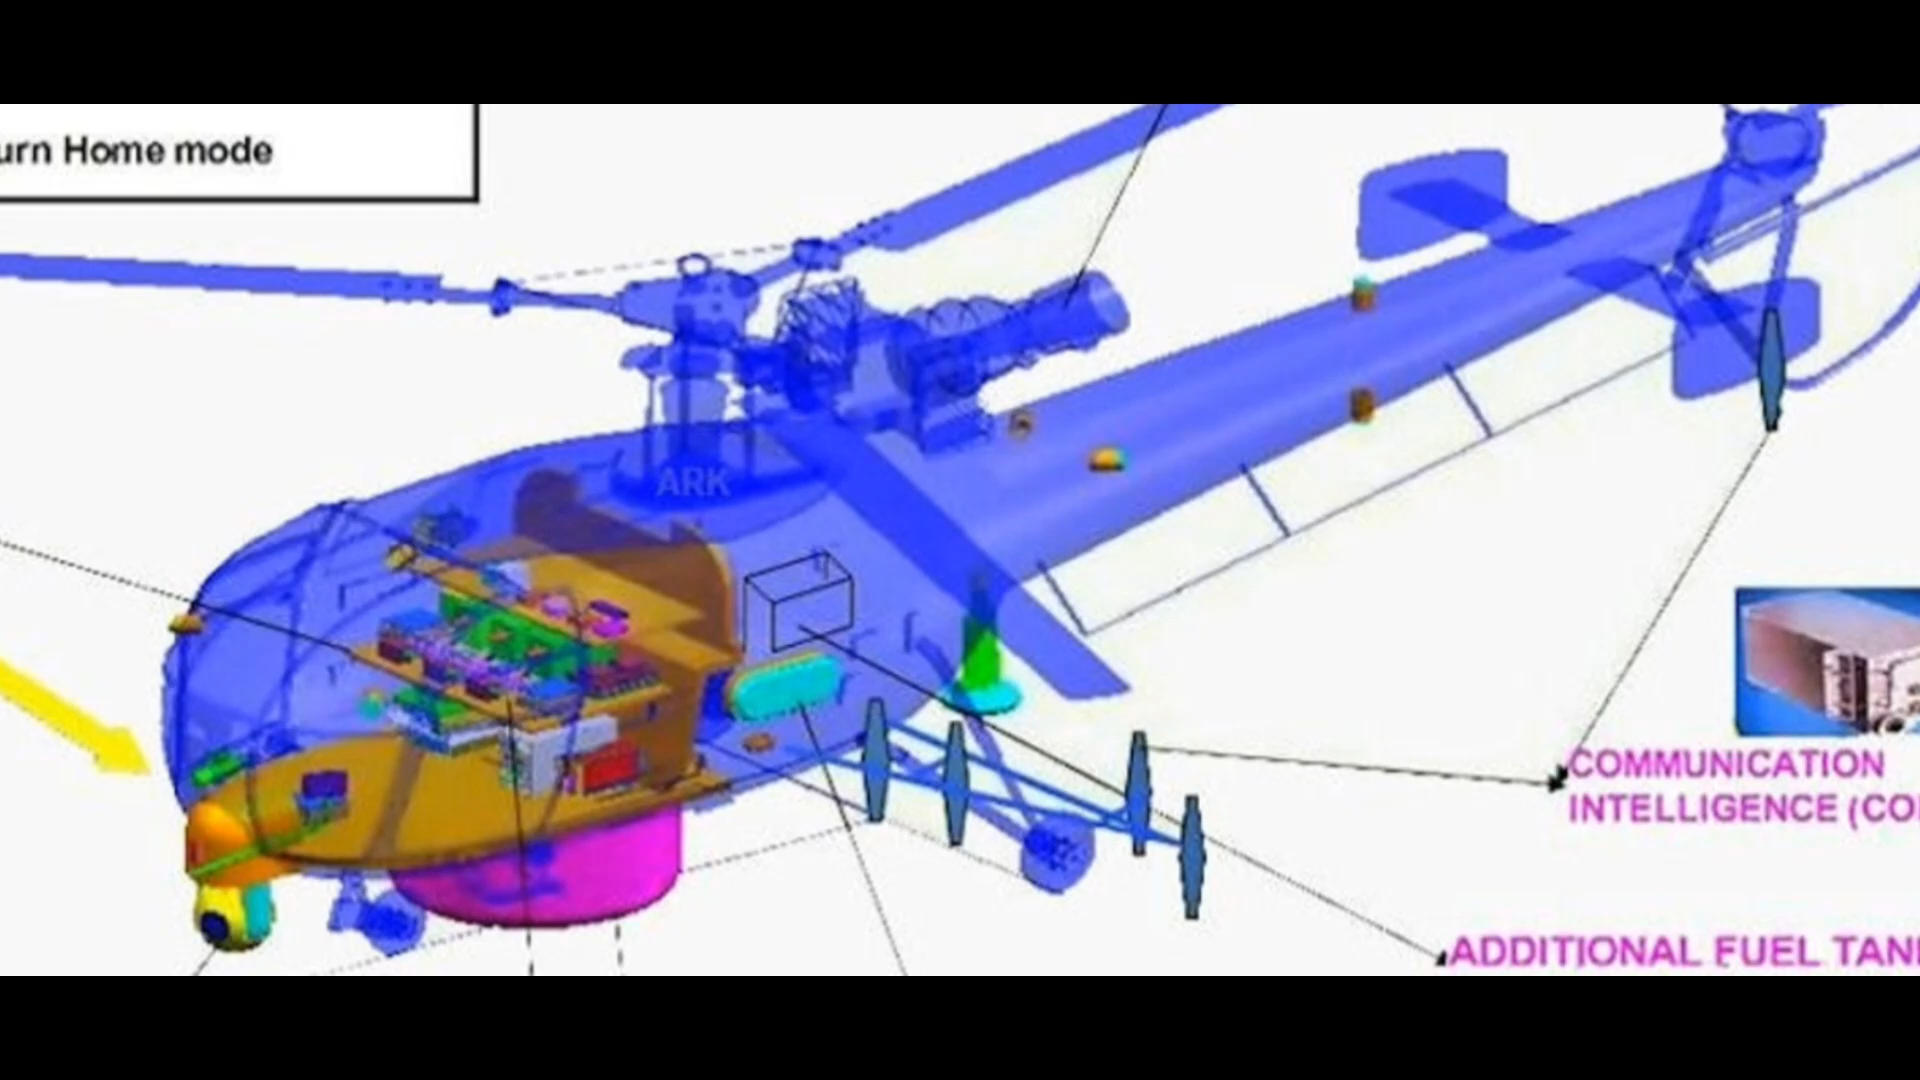 urn Home mode
ARK
COMMUNICATION
INTELLIGENCE (CO
ADDITIONAL FUEL TAN